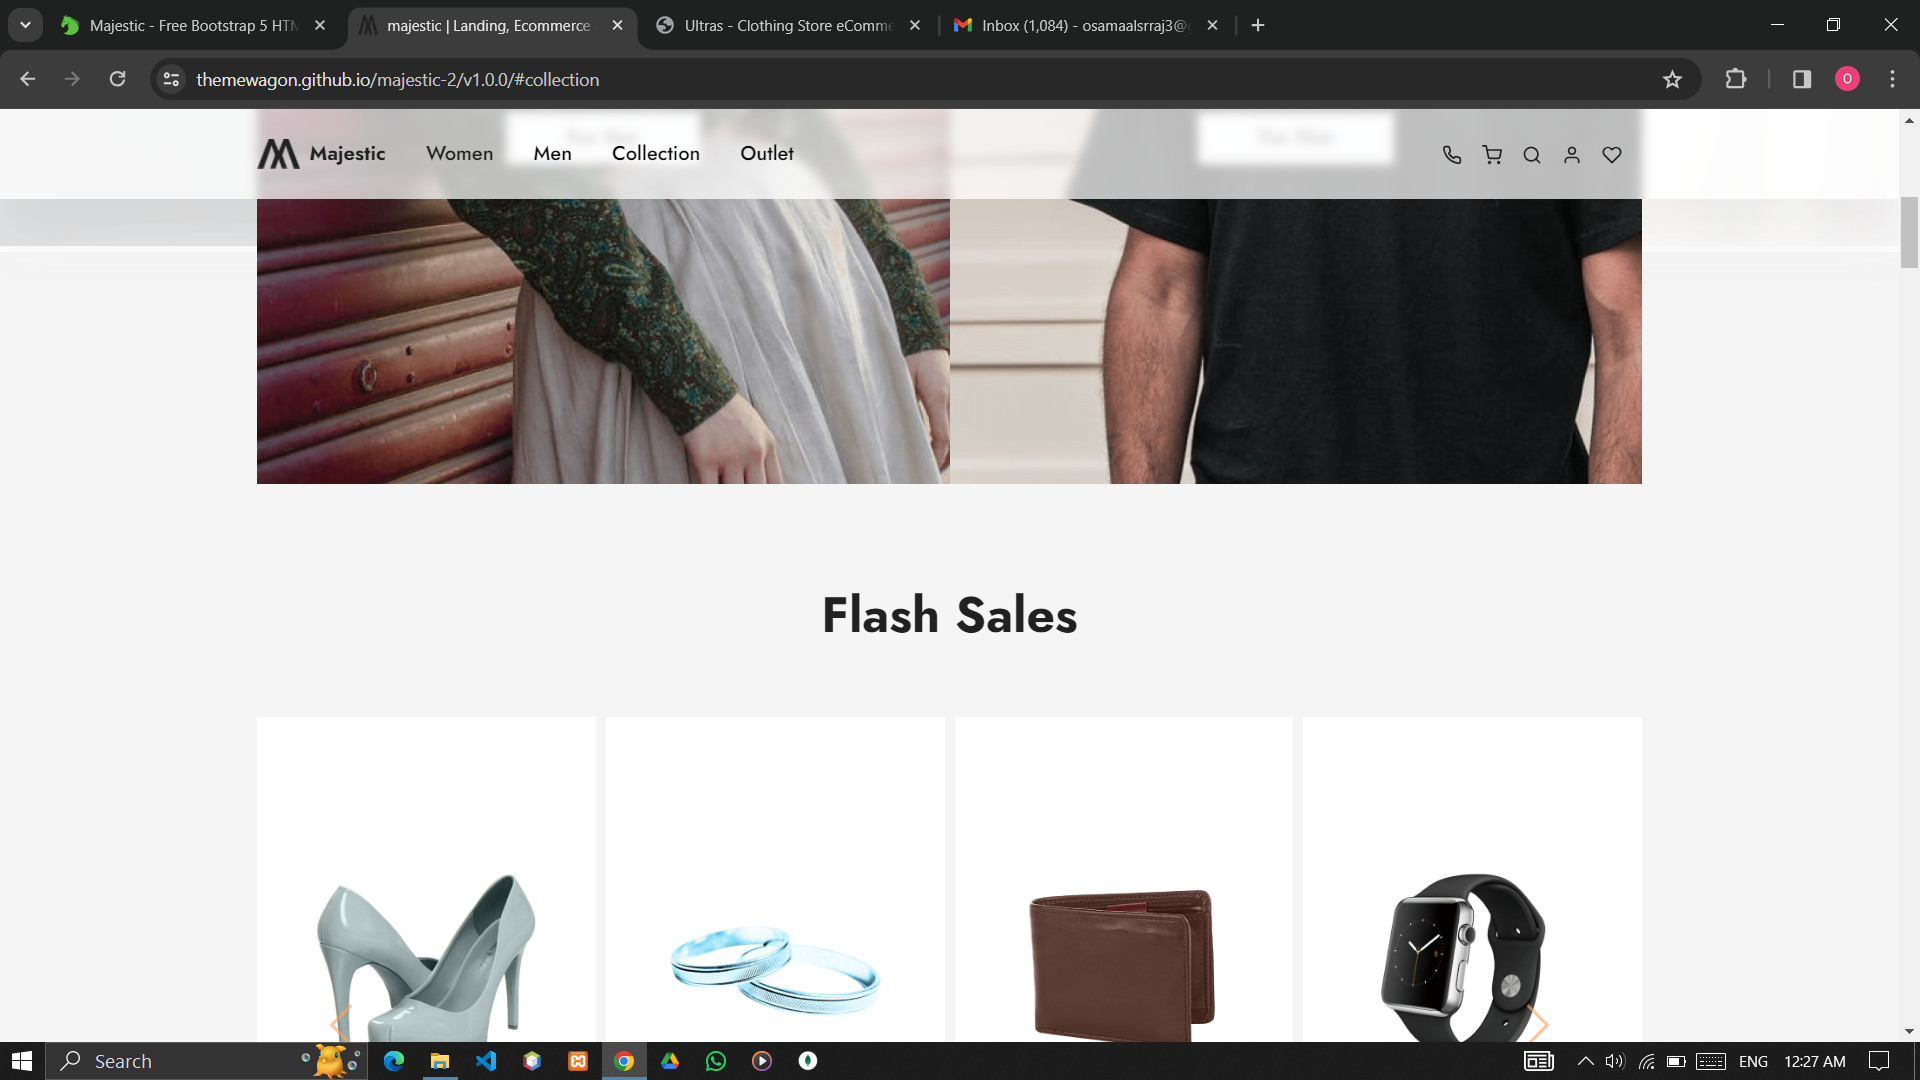 Majestic - Free Bootstrap 5 HTM
majestic | Landing, Ecommerce
Ultras - Clothing Store eComme
Inbox (1,084) - osamaalsrraj3@
themewagon.github.io/majestic-2/v1.0.0/#collection
O
Majestic
Women
Men
Collection
Outlet
Flash Sales
Search
ENG
12:27 AM